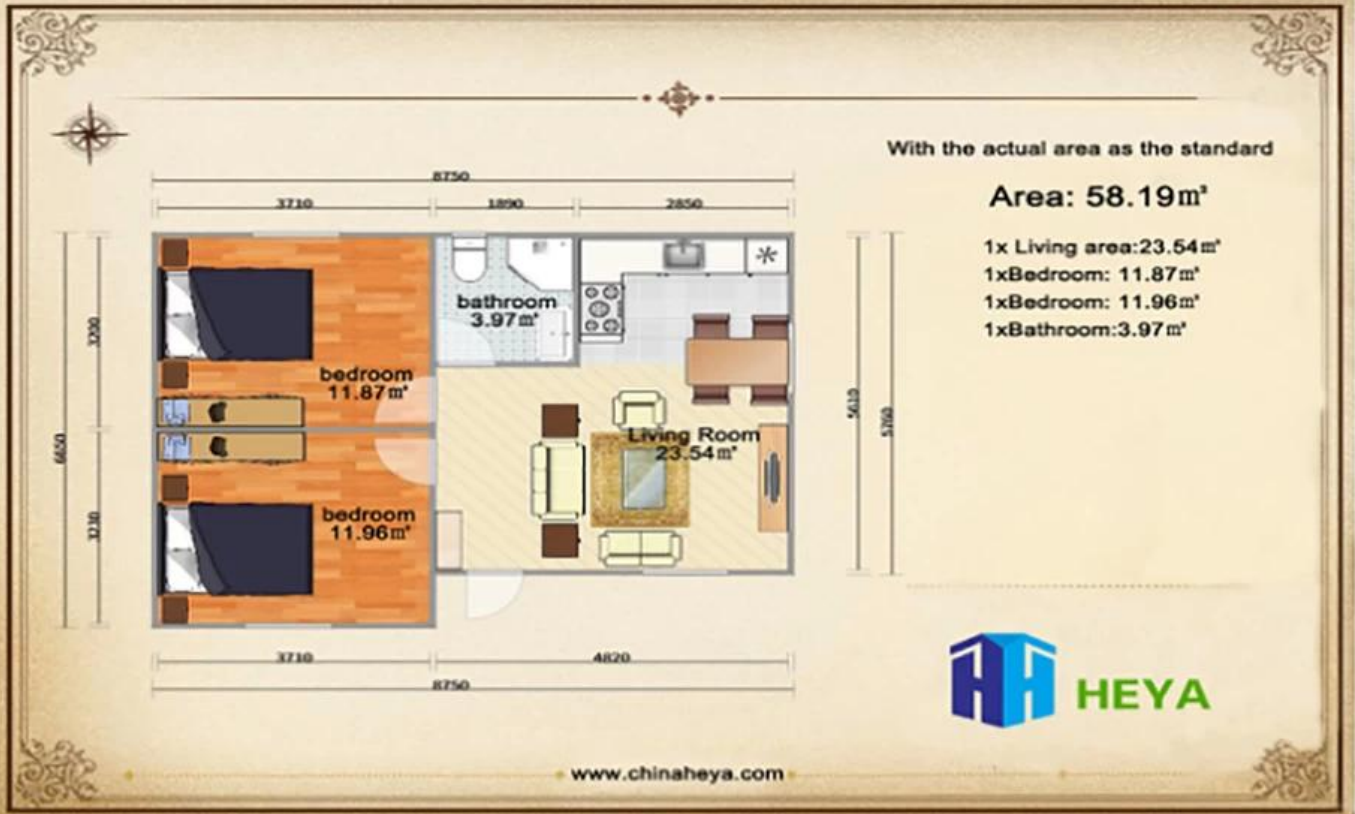 With the actual area as the standard
Area: 58.19㎡
1x Living area:23.54㎡
1xBedroom: 11.87㎡
1xBedroom: 11.96㎡
1xBathroom:3.97㎡
8750
3710
1890
2850
bathroom
3.97㎡
bedroom
11.87㎡
Living Room
23.54㎡
bedroom
11.96㎡
3200
6650
3230
5610
5760
3710
4820
8750
HEYA
www.chinaheya.com